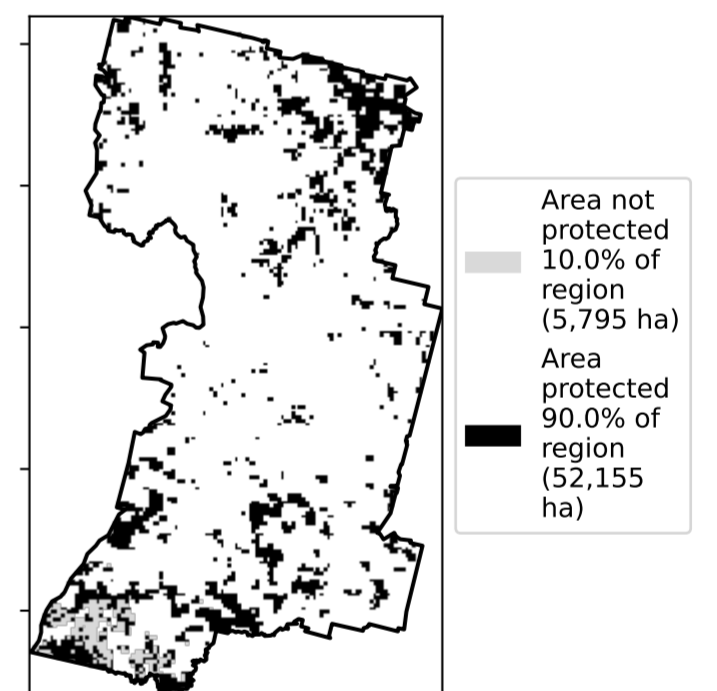 Area not
protected
10.0% of
region
(5,795 ha)
Area
protected
90.0% of
region
(52,155
ha)